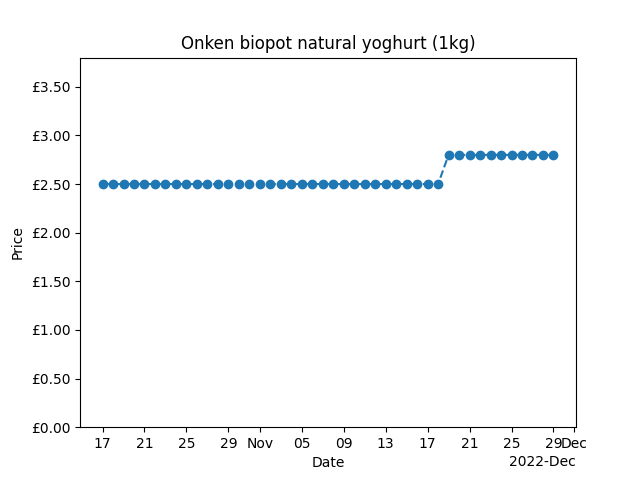 Onken biopot natural yoghurt (1kg)
£3.50
£3.00
£2.50
£2.00
£1.50
£1.00
£0.50
£0.00
Price
17 21 25 29 Nov 05 09 13 17 21 25 29 Dec
Date
2022-Dec